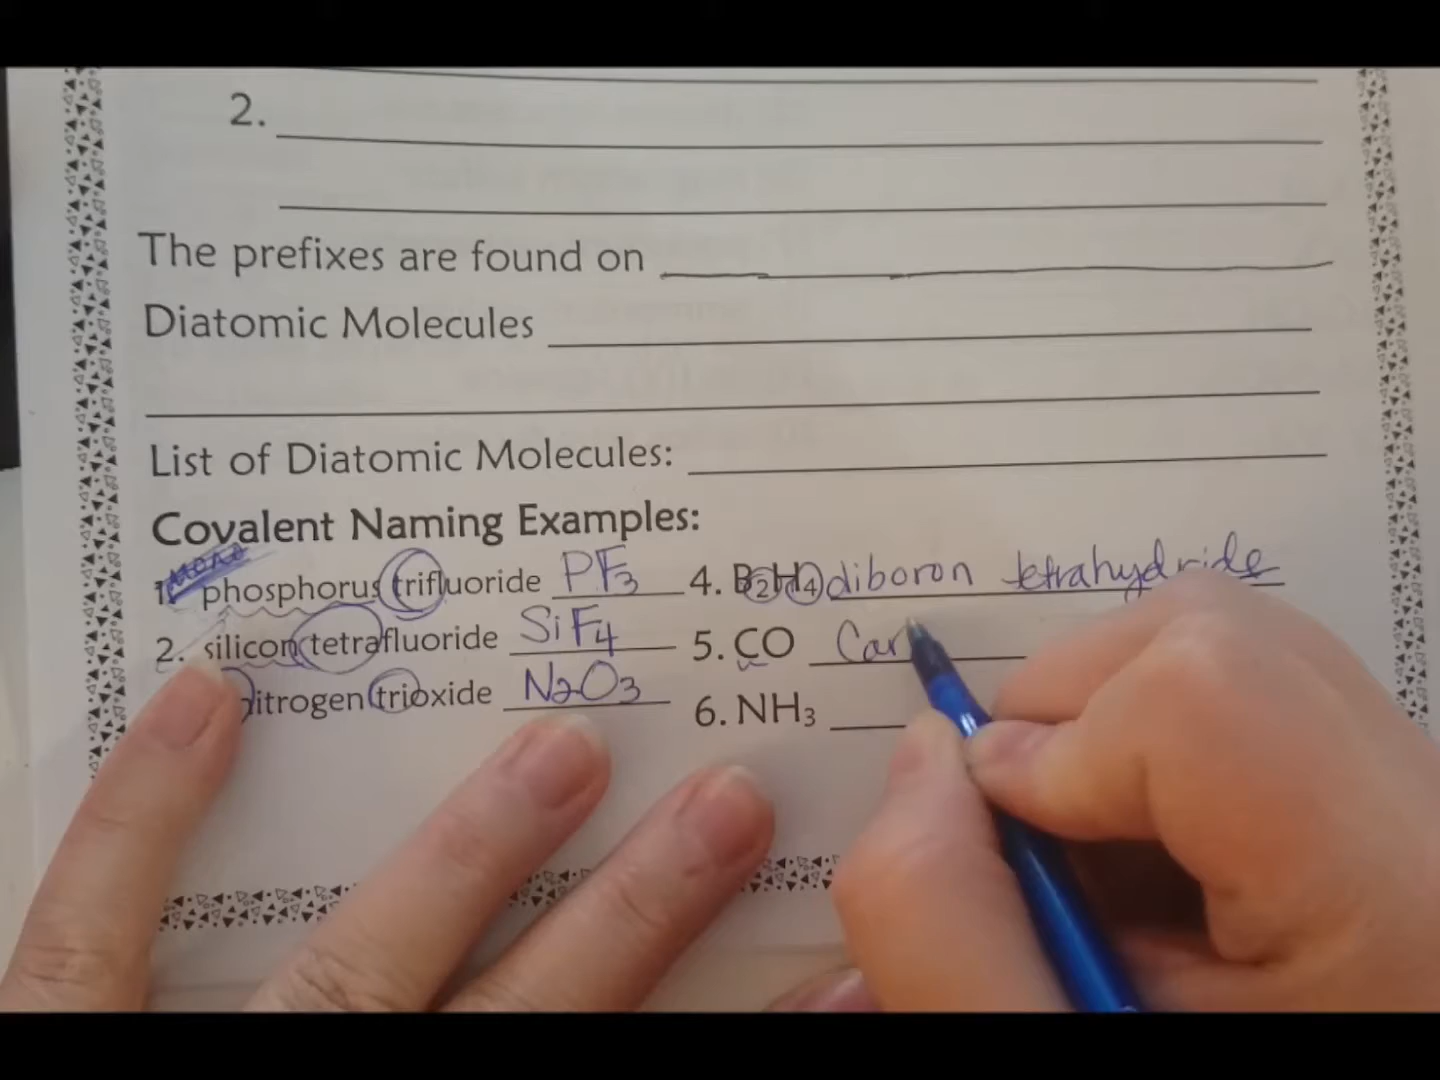 2.
The prefixes are found on
Diatomic Molecules
List of Diatomic Molecules:
Covalent Naming Examples:
mono
1. phosphorus trifluoride PF3 4. B2H4 diboron tetrahydride
2. silicon tetrafluoride SiF4 5. CO Car
itrogen trioxide N2O3 6. NH3